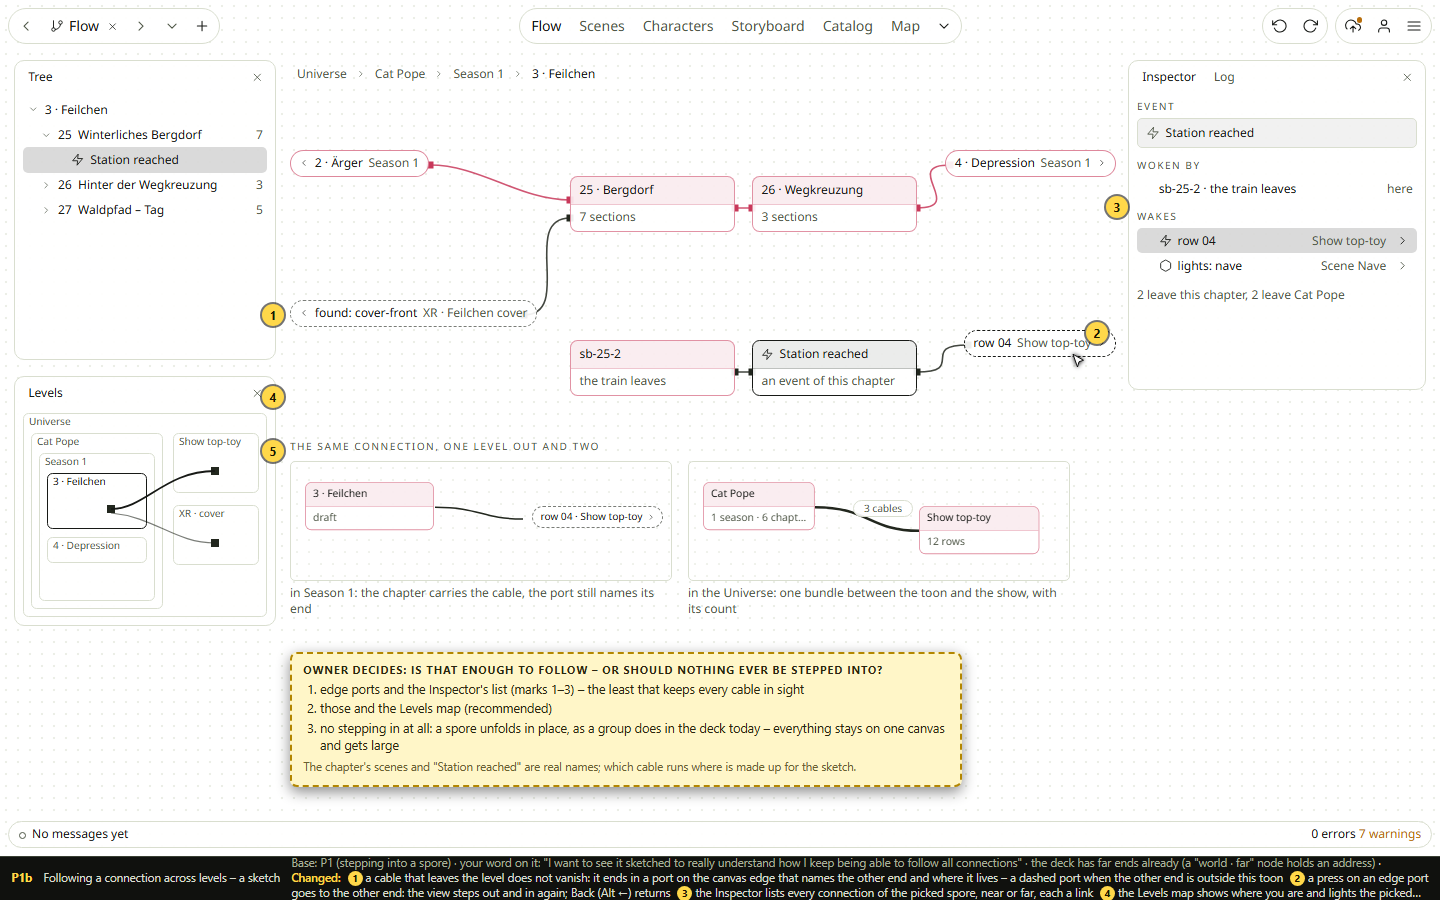 Flow
Flow Scenes Characters Storyboard Catalog Map
Tree
3 · Feilchen
25 Winterliches Bergdorf 7
Station reached
26 Hinter der Wegkreuzung 3
27 Waldpfad – Tag 5
Universe Cat Pope Season 1 3 · Feilchen
2 · Ärger Season 1
4 · Depression Season 1
25 · Bergdorf
7 sections
26 · Wegkreuzung
3 sections
1
found: cover-front XR · Feilchen cover
sb-25-2
the train leaves
Station reached
an event of this chapter
row 04 Show top-toy
2
Inspector Log
EVENT
Station reached
WOKEN BY
sb-25-2 · the train leaves here
3
WAKES
row 04 Show top-toy
lights: nave Scene Nave
2 leave this chapter, 2 leave Cat Pope
Levels
4
Universe
Cat Pope
Show top-toy
Season 1
3 · Feilchen
XR · cover
4 · Depression
5
THE SAME CONNECTION, ONE LEVEL OUT AND TWO
3 · Feilchen
draft
row 04 · Show top-toy
Cat Pope
1 season · 6 chapt…
3 cables
Show top-toy
12 rows
in Season 1: the chapter carries the cable, the port still names its
end
in the Universe: one bundle between the toon and the show, with
its count
OWNER DECIDES: IS THAT ENOUGH TO FOLLOW – OR SHOULD NOTHING EVER BE STEPPED INTO?
1. edge ports and the Inspector's list (marks 1–3) – the least that keeps every cable in sight
2. those and the Levels map (recommended)
3. no stepping in at all: a spore unfolds in place, as a group does in the deck today – everything stays on one canvas
and gets large
The chapter's scenes and "Station reached" are real names; which cable runs where is made up for the sketch.
No messages yet
0 errors 7 warnings
P1b Following a connection across levels – a sketch
Base: P1 (stepping into a spore) · your word on it: "I want to see it sketched to really understand how I keep being able to follow all connections" · the deck has far ends already (a "world · far" node holds an address) ·
Changed: 1 a cable that leaves the level does not vanish: it ends in a port on the canvas edge that names the other end and where it lives – a dashed port when the other end is outside this toon 2 a press on an edge port
goes to the other end: the view steps out and in again; Back (Alt ←) returns 3 the Inspector lists every connection of the picked spore, near or far, each a link 4 the Levels map shows where you are and lights the picked…